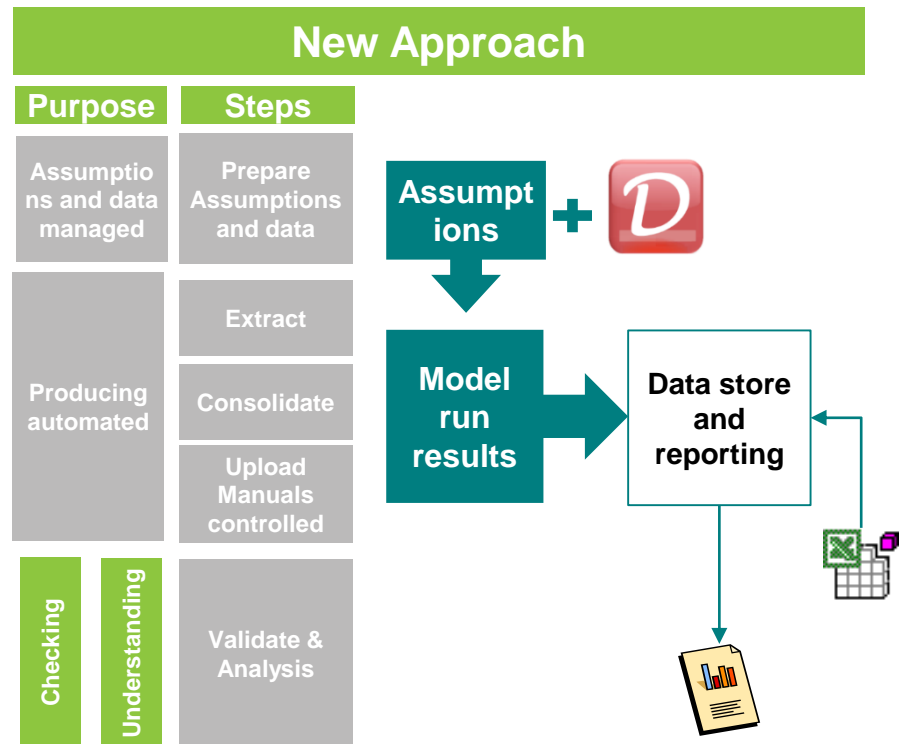 New Approach
Purpose
Steps
Assumptio
ns and data
managed
Prepare
Assumptions
and data
Assumpt
ions
D
Producing
automated
Extract
Consolidate
Upload
Manuals
controlled
Model
run
results
Data store
and
reporting
Checking
Understanding
Validate &
Analysis
X